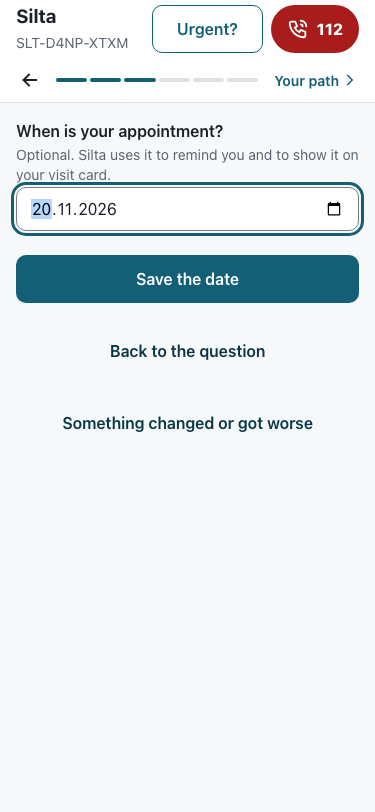 Silta
SLT-D4NP-XTXM
Urgent?
112
Your path
When is your appointment?
Optional. Silta uses it to remind you and to show it on
your visit card.
20.11.2026
Save the date
Back to the question
Something changed or got worse